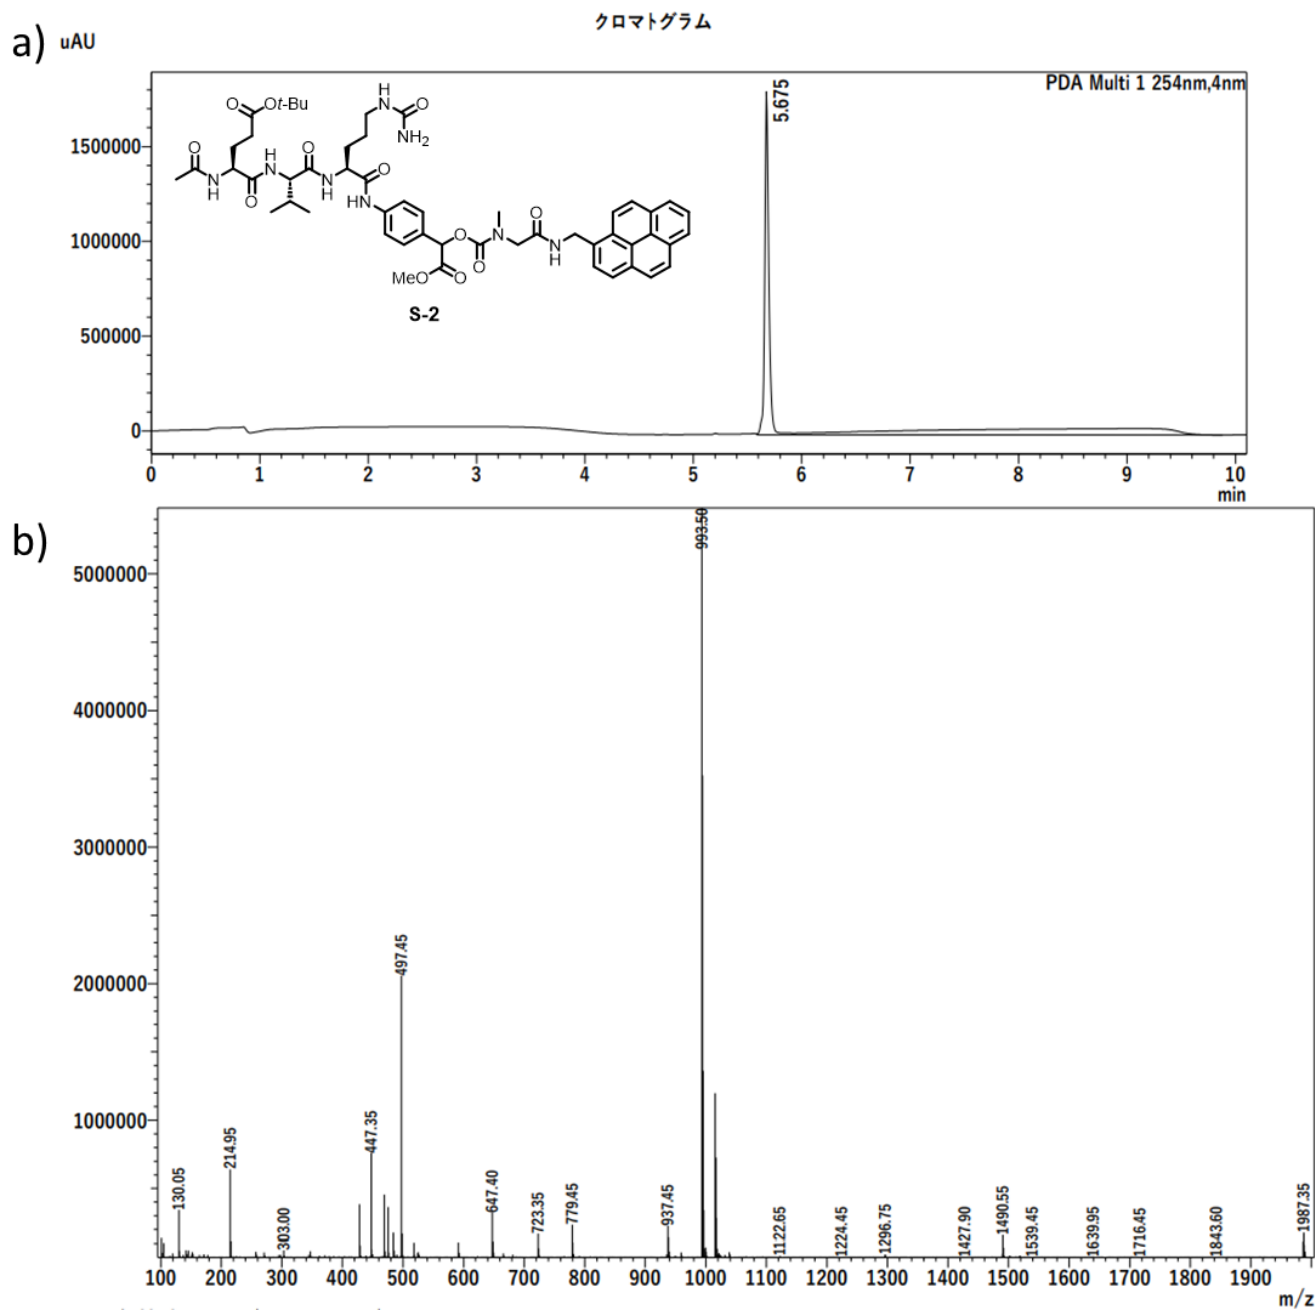 クロマトグラム
a) uAU
PDA Multi 1 254nm,4nm
5.675
1500000
1000000
500000
0
0 1 2 3 4 5 6 7 8 9 10
min
O Ot-Bu
H
N O
NH2
O
N
H
O
H
N
O
N
H
O
HN
O
O
N
O
N
H
MeO O
S-2
b)
5000000
4000000
3000000
2000000
1000000
130.05
214.95
303.00
447.35
497.45
647.40
723.35
779.45
937.45
993.50
1122.65
1224.45
1296.75
1427.90
1490.55
1539.45
1639.95
1716.45
1843.60
1987.35
100 200 300 400 500 600 700 800 900 1000 1100 1200 1300 1400 1500 1600 1700 1800 1900
m/z